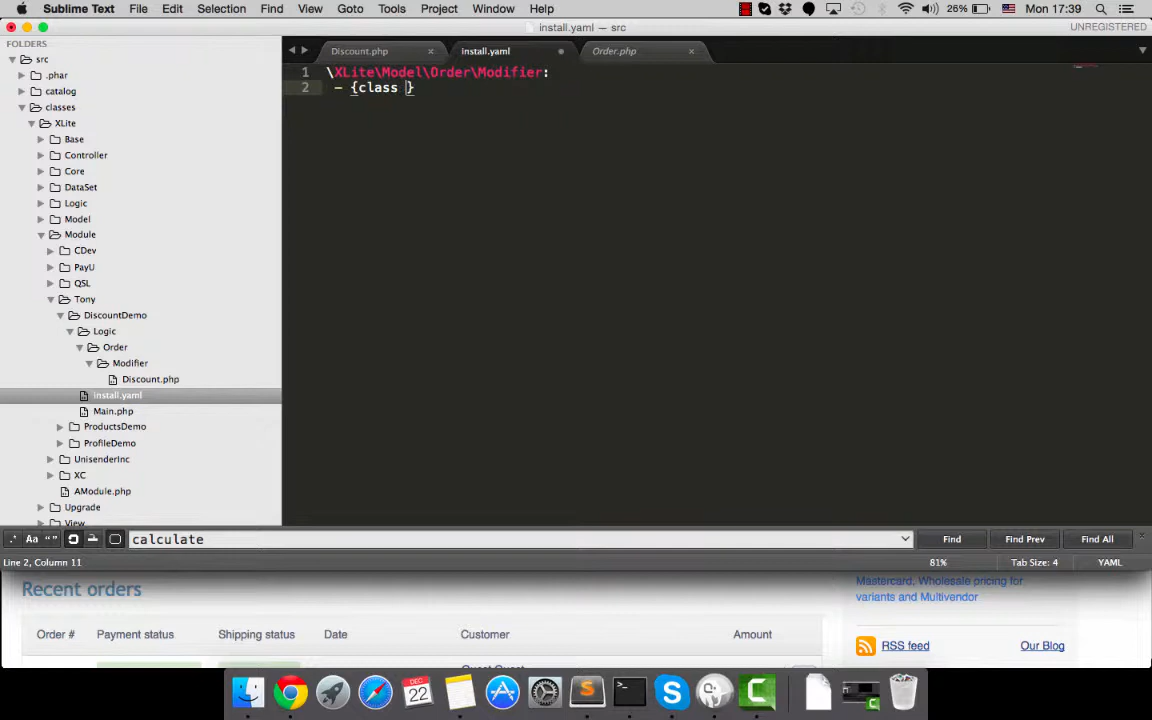 Sublime Text File Edit Selection Find View Goto Tools Project Window Help 26% Mon 17:39
install.yaml — src UNREGISTERED
FOLDERS
src
.phar
catalog
classes
XLite
Base
Controller
Core
DataSet
Logic
Model
Module
CDev
PayU
QSL
Tony
DiscountDemo
Logic
Order
Modifier
Discount.php
install.yaml
Main.php
ProductsDemo
ProfileDemo
UnisenderInc
XC
AModule.php
Upgrade
View
Discount.php install.yaml Order.php
1 \XLite\Model\Order\Modifier:
2 - {class }
.* Aa “” calculate Find Find Prev Find All
Line 2, Column 11 81% Tab Size: 4 YAML
Recent orders
Mastercard, Wholesale pricing for
variants and Multivendor
Order # Payment status Shipping status Date Customer Amount
RSS feed Our Blog
Guest Guest
DEC
22